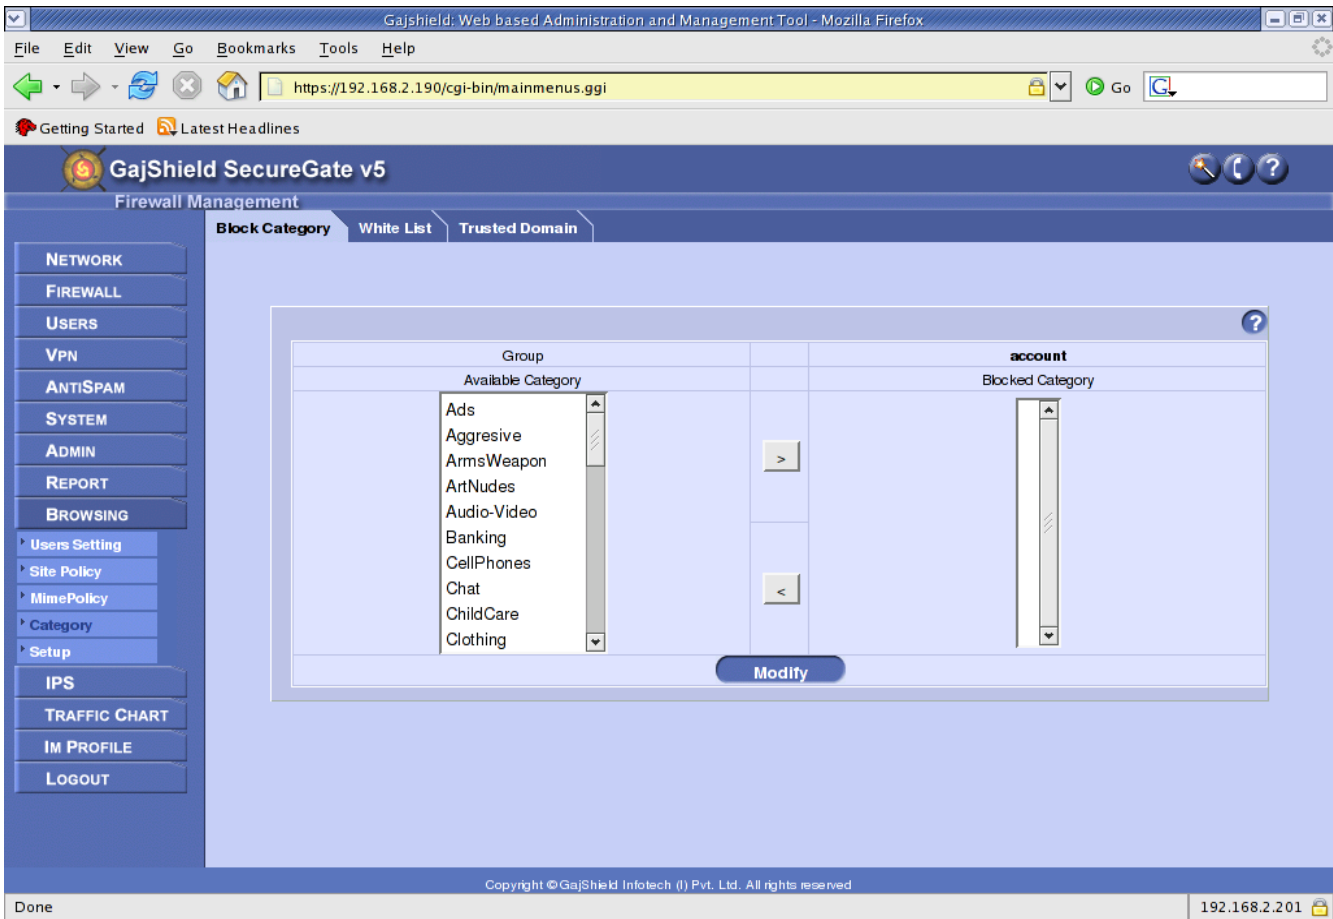 Gajshield: Web based Administration and Management Tool - Mozilla Firefox
File Edit View Go Bookmarks Tools Help
https://192.168.2.190/cgi-bin/mainmenus.ggi Go G
Getting Started Latest Headlines
GajShield SecureGate v5 ?
Firewall Management
Block Category White List Trusted Domain
NETWORK
FIREWALL
USERS
VPN
ANTISPAM
SYSTEM
ADMIN
REPORT
BROWSING
Users Setting
Site Policy
MimePolicy
Category
Setup
IPS
TRAFFIC CHART
IM PROFILE
LOGOUT
?
Group account
Available Category Blocked Category
Ads
Aggresive
ArmsWeapon
ArtNudes
Audio-Video
Banking
CellPhones
Chat
ChildCare
Clothing
>
<
Modify
Copyright © GajShield Infotech (I) Pvt. Ltd. All rights reserved
Done 192.168.2.201